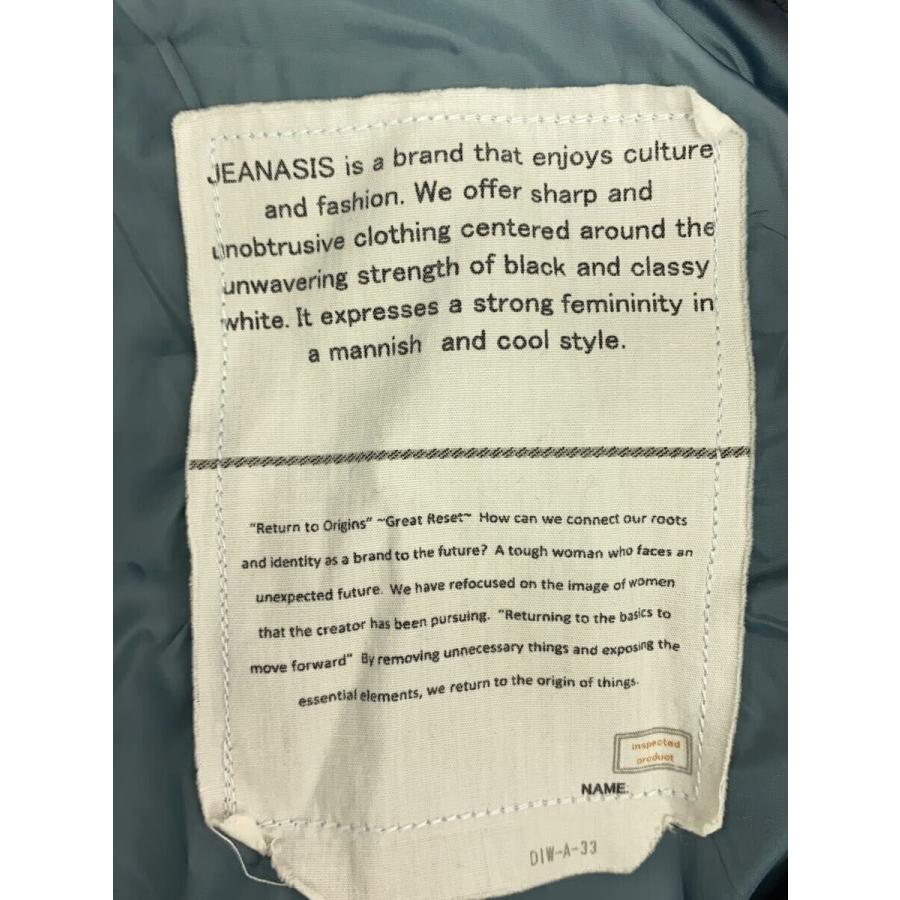 JEANASIS is a brand that enjoys culture
and fashion. We offer sharp and
unobtrusive clothing centered around the
unwavering strength of black and classy
white. It expresses a strong femininity in
a mannish and cool style.
"Return to Origins" ~Great Reset~ How can we connect our roots
and identity as a brand to the future? A tough woman who faces an
unexpected future. We have refocused on the image of women
that the creator has been pursuing. "Returning to the basics to
move forward" By removing unnecessary things and exposing the
essential elements, we return to the origin of things.
inspected
product
NAME.
DIW-A-33